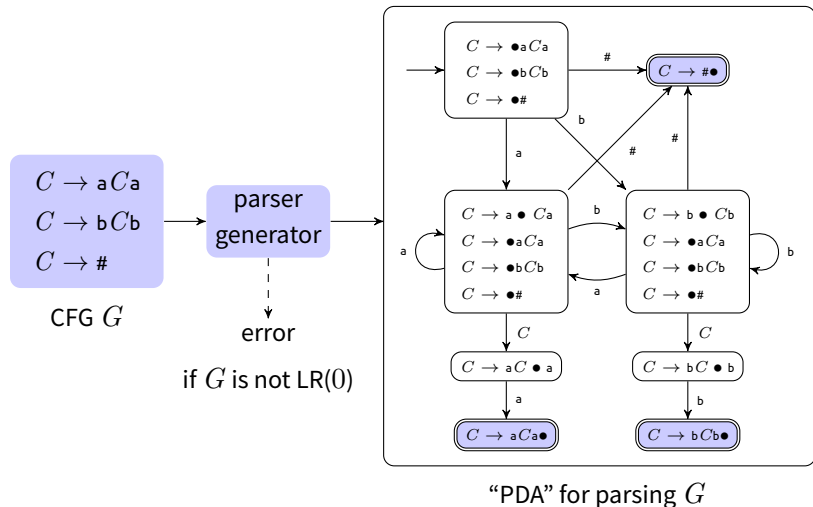 C → aCa
C → bCb
C → #
CFG G
parser
generator
error
if G is not LR(0)
C → •aCa
C → •bCb
C → •#
#
C → #•
b
a
#
#
C → a • Ca
C → •aCa
C → •bCb
C → •#
a
b
a
C → b • Cb
C → •aCa
C → •bCb
C → •#
b
C
C
C → aC • a
C → bC • b
a
b
C → aCa•
C → bCb•
“PDA” for parsing G